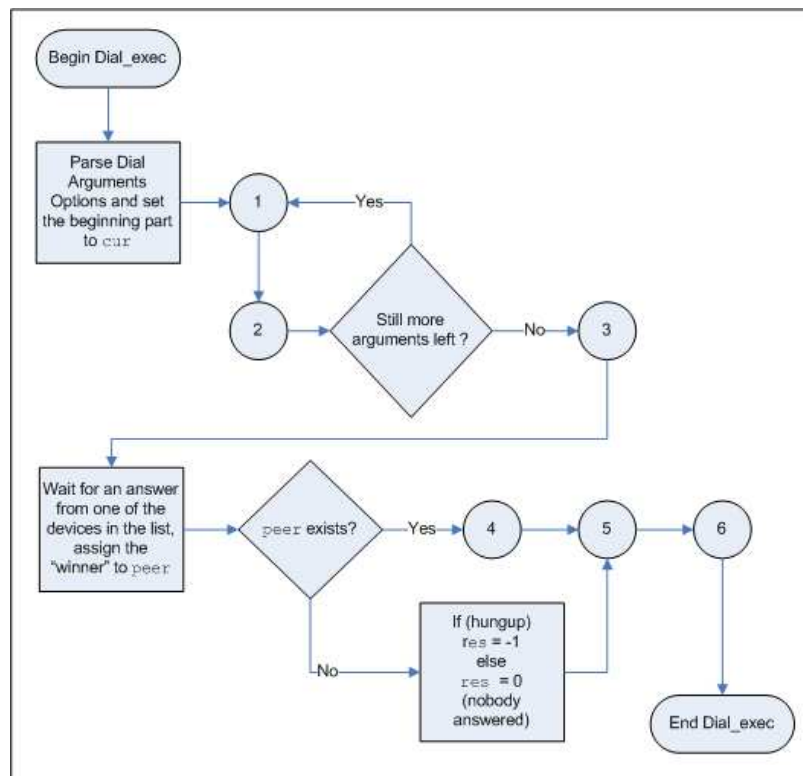 Begin Dial_exec
Parse Dial
Arguments
Options and set
the beginning part
to cur
1
Yes
2
Still more
arguments left ?
No
3
Wait for an answer
from one of the
devices in the list,
assign the
“winner” to peer
peer exists?
Yes
4
5
6
No
If (hungup)
res = -1
else
res = 0
(nobody
answered)
End Dial_exec